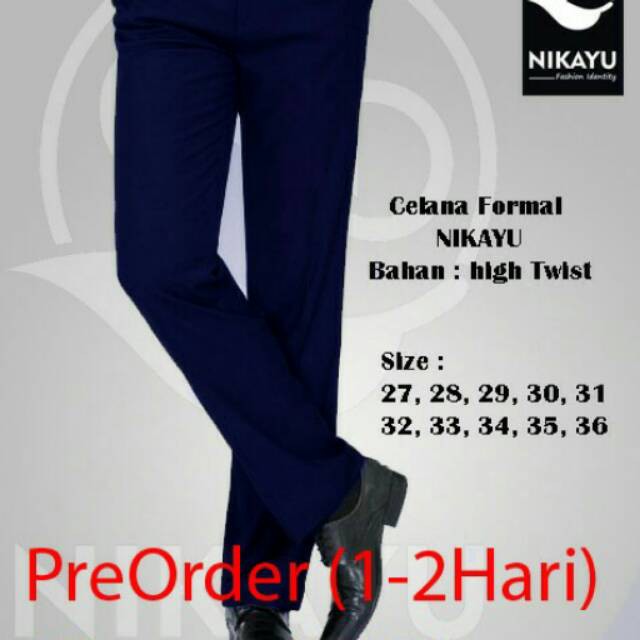 NIKAYU
Fashion Identity
Celana Formal
NIKAYU
Bahan : high Twist
Size :
27, 28, 29, 30, 31
32, 33, 34, 35, 36
NIKAYU
PreOrder (1-2Hari)